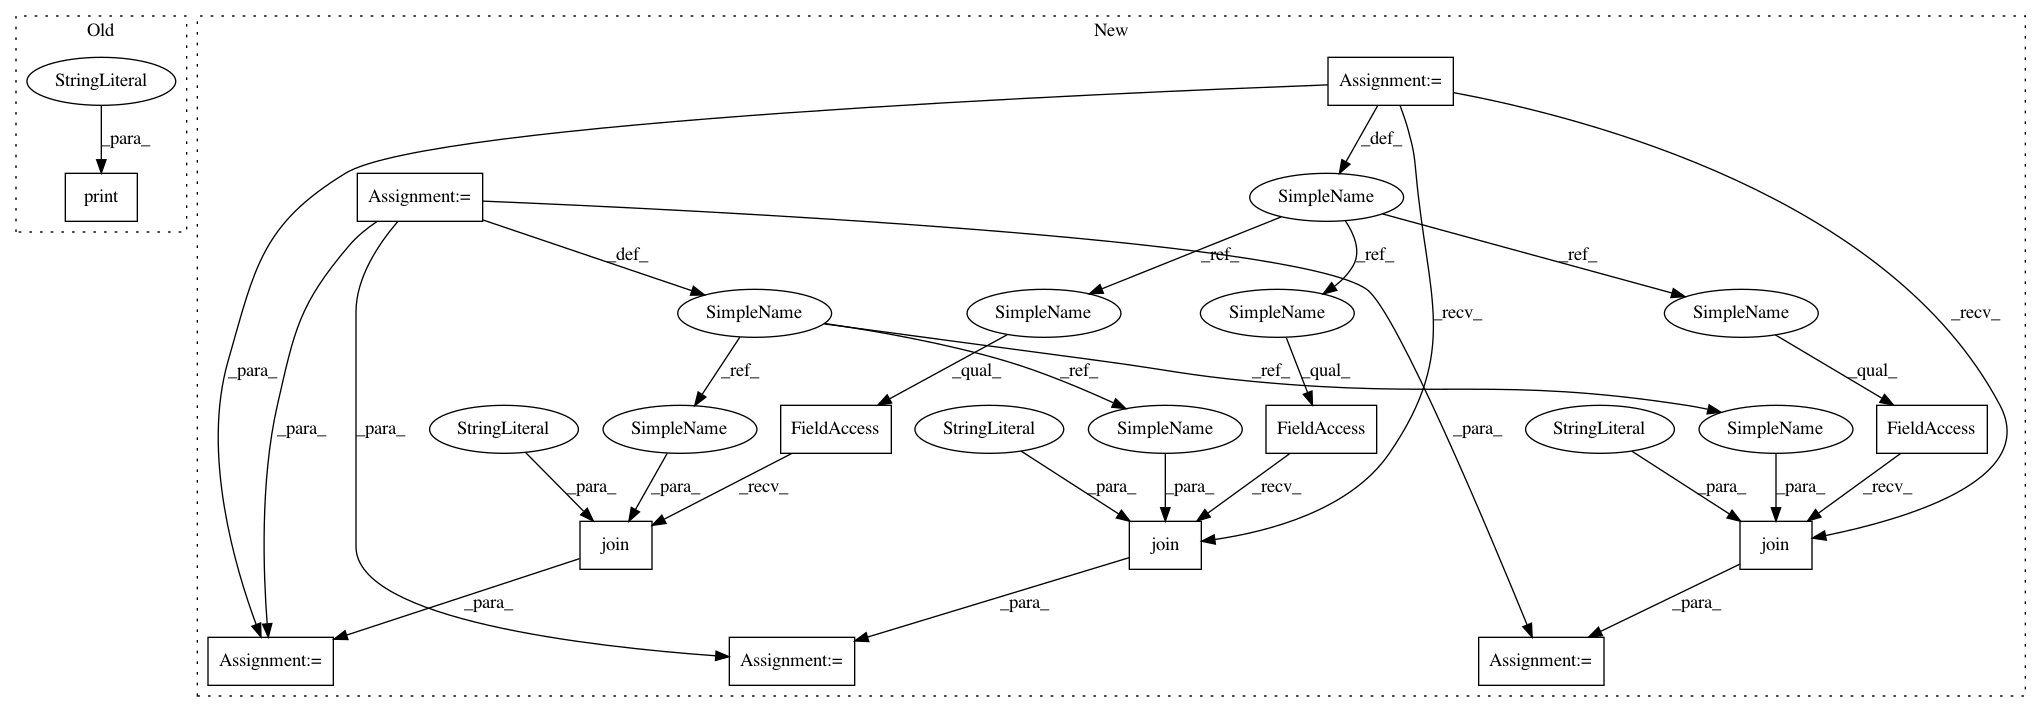 Old
New
StringLiteral
Assignment:=
_para_
_def_
print
Assignment:=
SimpleName
_def_
_ref_
_ref_
_ref_
SimpleName
SimpleName
SimpleName
SimpleName
_recv_
_recv_
_para_
_ref_
_ref_
_qual_
_ref_
_qual_
_qual_
_para_
_para_
StringLiteral
SimpleName
FieldAccess
StringLiteral
SimpleName
FieldAccess
_para_
StringLiteral
SimpleName
FieldAccess
_para_
_para_
_recv_
_para_
_para_
_recv_
_para_
_para_
_recv_
join
join
join
_para_
_para_
_para_
Assignment:=
Assignment:=
Assignment:=